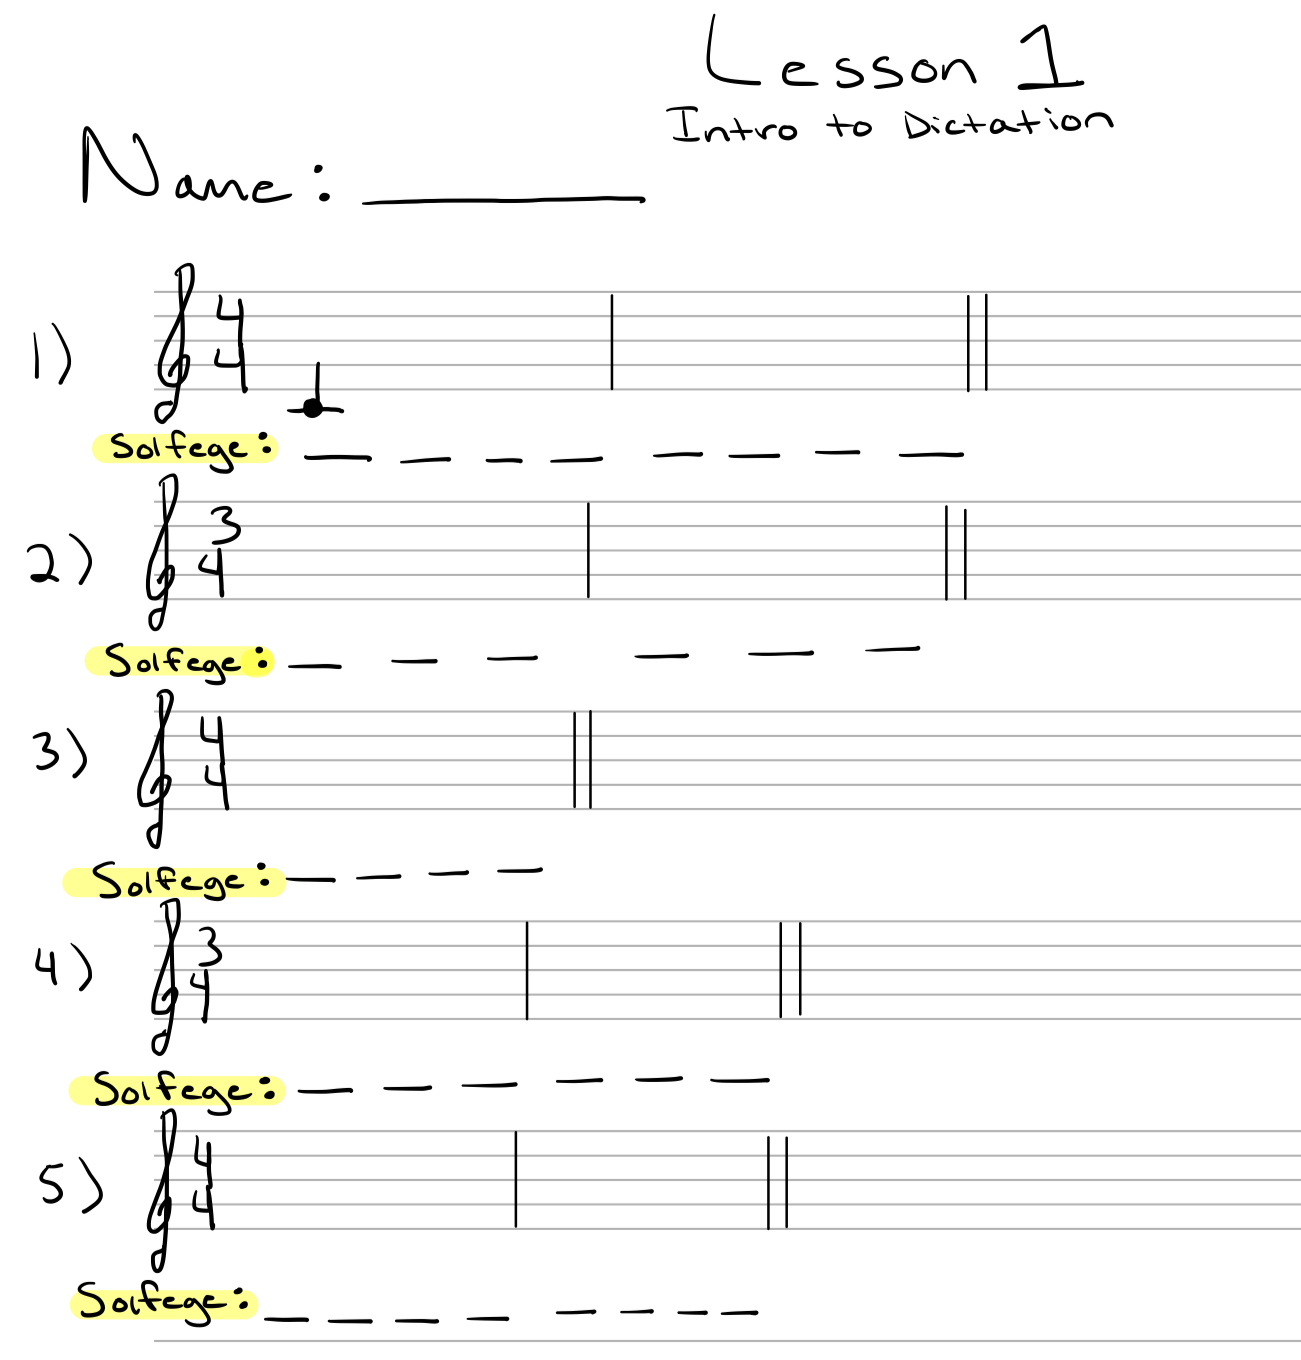 Lesson 1
Intro to Dictation
Name: ________
1) 4 4
Solfege: _ _ _ _ _ _ _ _
2) 3 4
Solfege: _ _ _ _ _ _
3) 4 4
Solfege: _ _ _ _
4) 3 4
Solfege: _ _ _ _ _ _
5) 4 4
Solfege: _ _ _ _ _ _ _ _